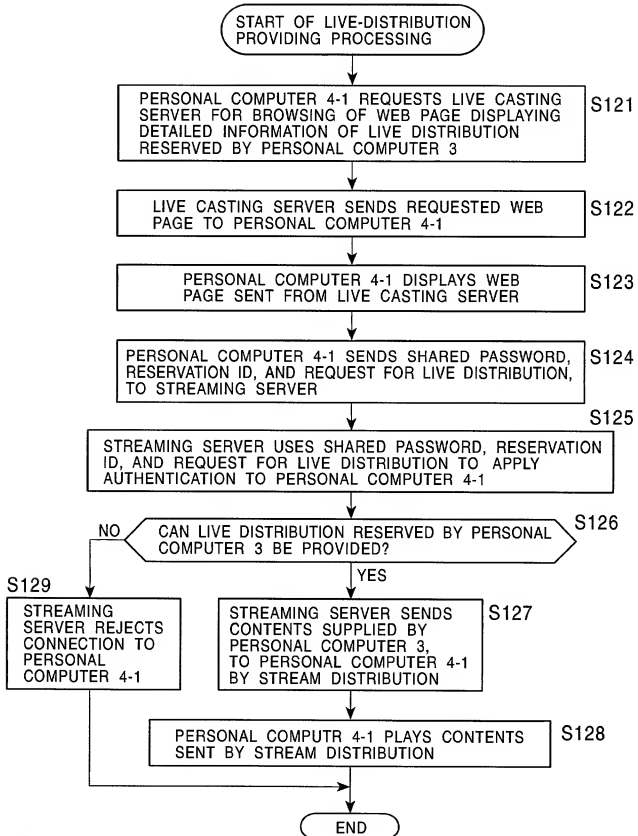 START OF LIVE-DISTRIBUTION
PROVIDING PROCESSING
PERSONAL COMPUTER 4-1 REQUESTS LIVE CASTING
SERVER FOR BROWSING OF WEB PAGE DISPLAYING
DETAILED INFORMATION OF LIVE DISTRIBUTION
RESERVED BY PERSONAL COMPUTER 3
S121
LIVE CASTING SERVER SENDS REQUESTED WEB
PAGE TO PERSONAL COMPUTER 4-1
S122
PERSONAL COMPUTER 4-1 DISPLAYS WEB
PAGE SENT FROM LIVE CASTING SERVER
S123
PERSONAL COMPUTER 4-1 SENDS SHARED PASSWORD,
RESERVATION ID, AND REQUEST FOR LIVE DISTRIBUTION,
TO STREAMING SERVER
S124
S125
STREAMING SERVER USES SHARED PASSWORD, RESERVATION
ID, AND REQUEST FOR LIVE DISTRIBUTION TO APPLY
AUTHENTICATION TO PERSONAL COMPUTER 4-1
S126
NO
CAN LIVE DISTRIBUTION RESERVED BY PERSONAL
COMPUTER 3 BE PROVIDED?
YES
S129
STREAMING
SERVER REJECTS
CONNECTION TO
PERSONAL
COMPUTER 4-1
S127
STREAMING SERVER SENDS
CONTENTS SUPPLIED BY
PERSONAL COMPUTER 3,
TO PERSONAL COMPUTER 4-1
BY STREAM DISTRIBUTION
PERSONAL COMPUTR 4-1 PLAYS CONTENTS
SENT BY STREAM DISTRIBUTION
S128
END